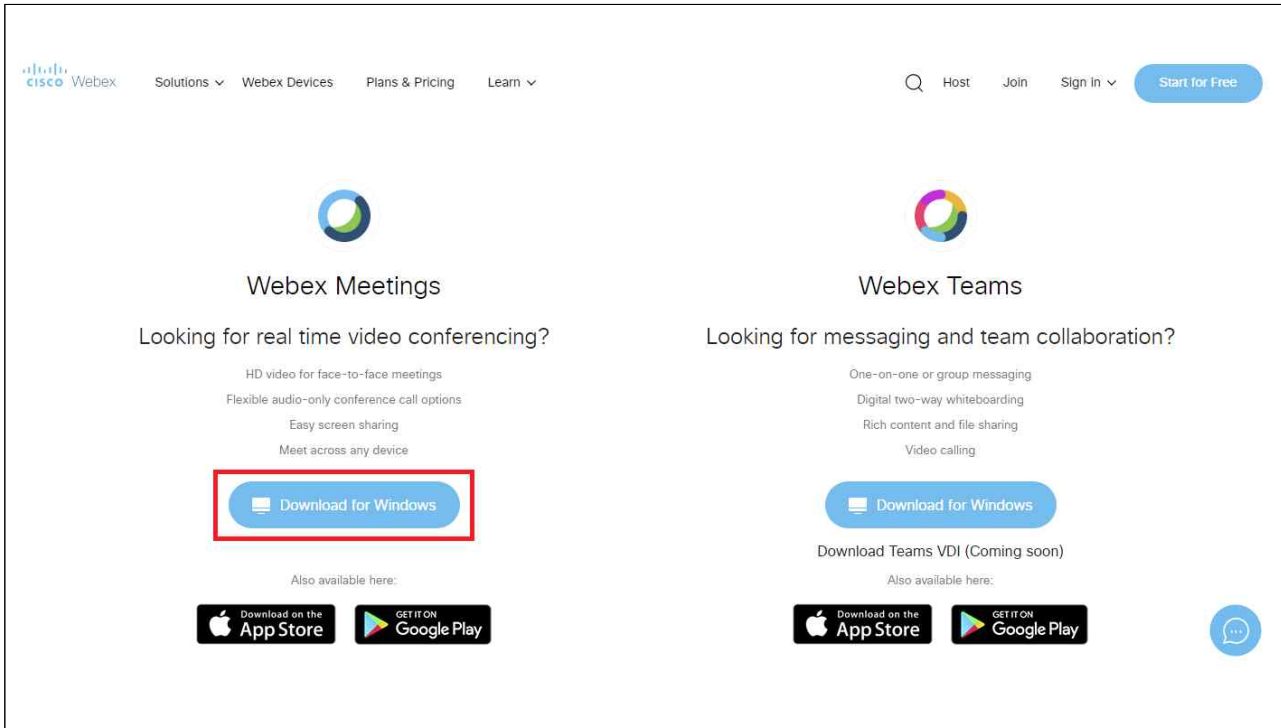 CISCO Webex
Solutions
Webex Devices
Plans & Pricing
Learn
Host
Join
Sign In
Start for Free
Webex Meetings
Looking for real time video conferencing?
HD video for face-to-face meetings
Flexible audio-only conference call options
Easy screen sharing
Meet across any device
Download for Windows
Also available here:
Download on the
App Store
GET IT ON
Google Play
Webex Teams
Looking for messaging and team collaboration?
One-on-one or group messaging
Digital two-way whiteboarding
Rich content and file sharing
Video calling
Download for Windows
Download Teams VDI (Coming soon)
Also available here:
Download on the
App Store
GET IT ON
Google Play